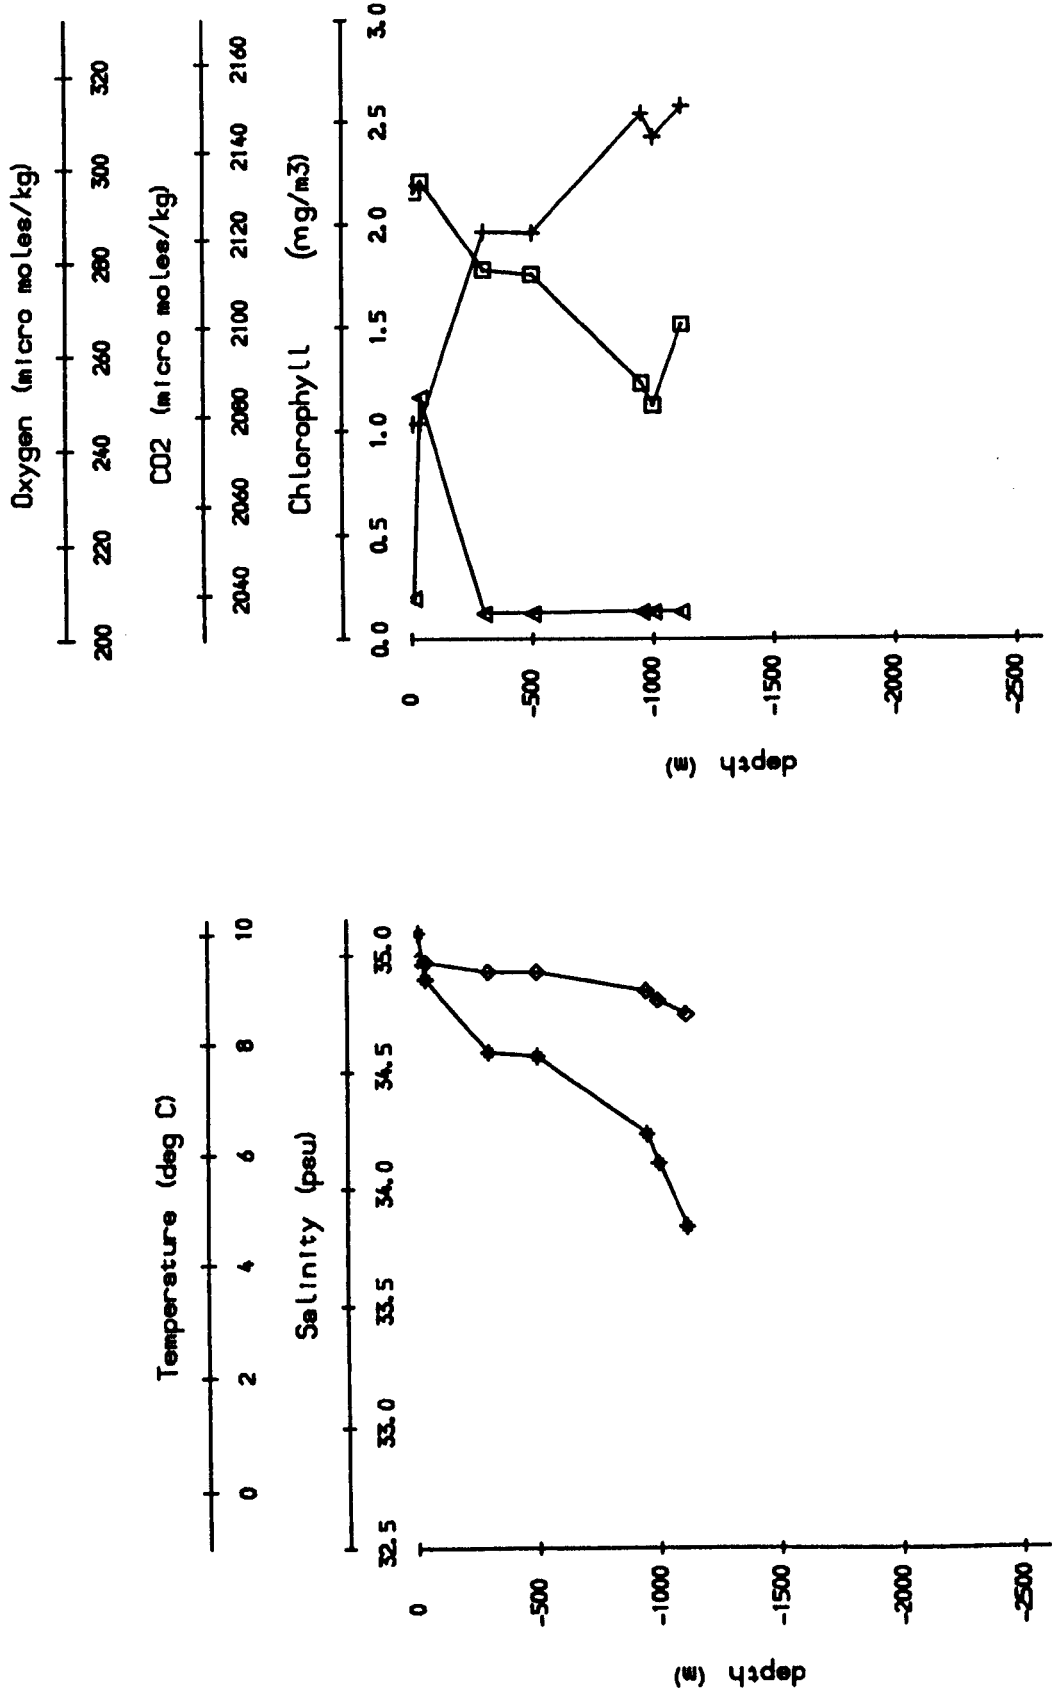 Temperature (deg C)
0 2 4 6 8 10
Salinity (psu)
32.5 33.0 33.5 34.0 34.5 35.0
0
-500
-1000
-1500
-2000
-2500
depth (m)
Oxygen (micro moles/kg)
200 220 240 260 280 300 320
CO2 (micro moles/kg)
2040 2060 2080 2100 2120 2140 2160
Chlorophyll (mg/m3)
0.0 0.5 1.0 1.5 2.0 2.5 3.0
0
-500
-1000
-1500
-2000
-2500
depth (m)